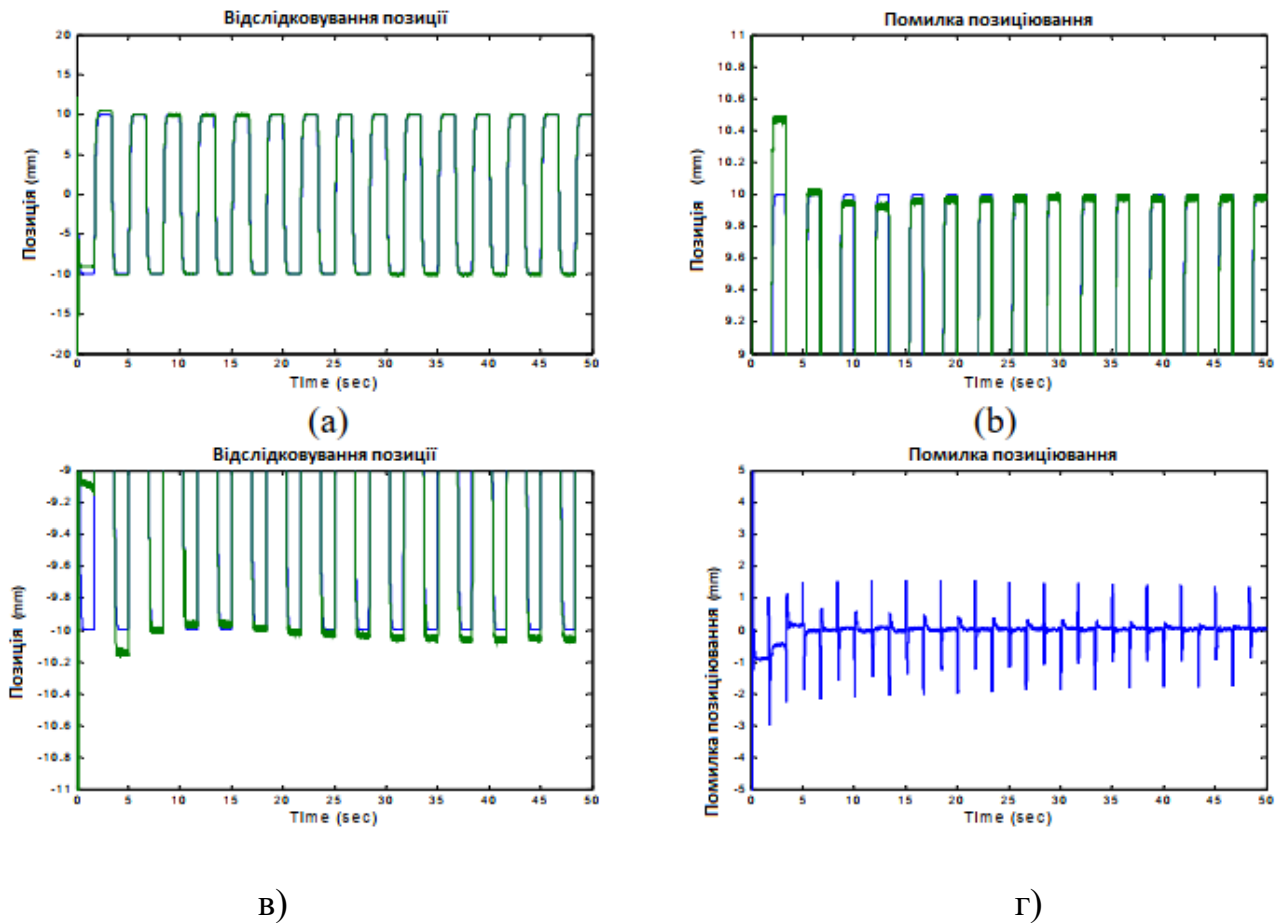 Відслідковування позиції
20
15
10
5
0
-5
-10
-15
-20
Позиція (mm)
0 5 10 15 20 25 30 35 40 45 50
Time (sec)
(a)
Помилка позиціювання
11
10.8
10.6
10.4
10.2
10
9.8
9.6
9.4
9.2
9
Позиція (mm)
0 5 10 15 20 25 30 35 40 45 50
Time (sec)
(b)
Відслідковування позиції
-9
-9.2
-9.4
-9.6
-9.8
-10
-10.2
-10.4
-10.6
-10.8
-11
Позиція (mm)
0 5 10 15 20 25 30 35 40 45 50
Time (sec)
в)
Помилка позиціювання
5
4
3
2
1
0
-1
-2
-3
-4
-5
Помилка позиціювання (mm)
0 5 10 15 20 25 30 35 40 45 50
Time (sec)
г)